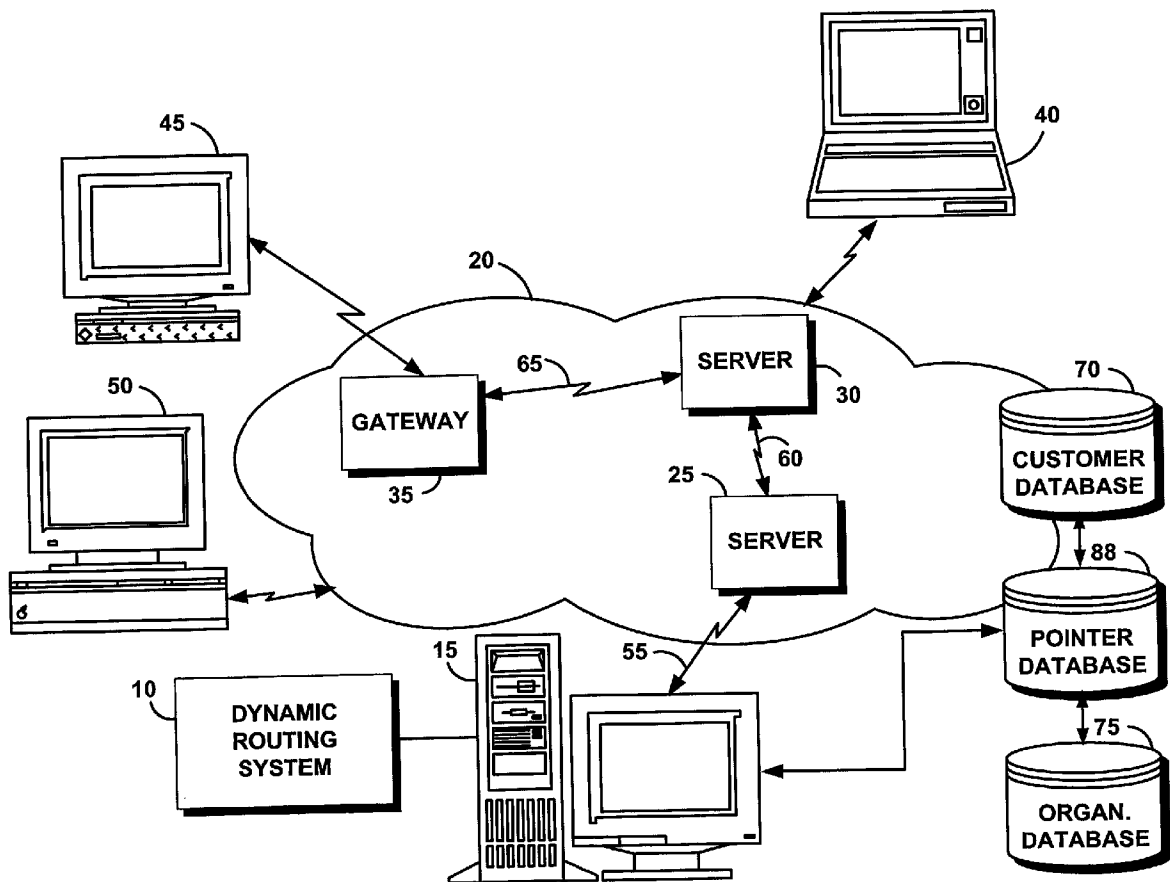 40
45
20
SERVER
30
65
70
50
GATEWAY
35
60
CUSTOMER
DATABASE
25
SERVER
88
POINTER
DATABASE
15
55
10
DYNAMIC
ROUTING
SYSTEM
75
ORGAN.
DATABASE